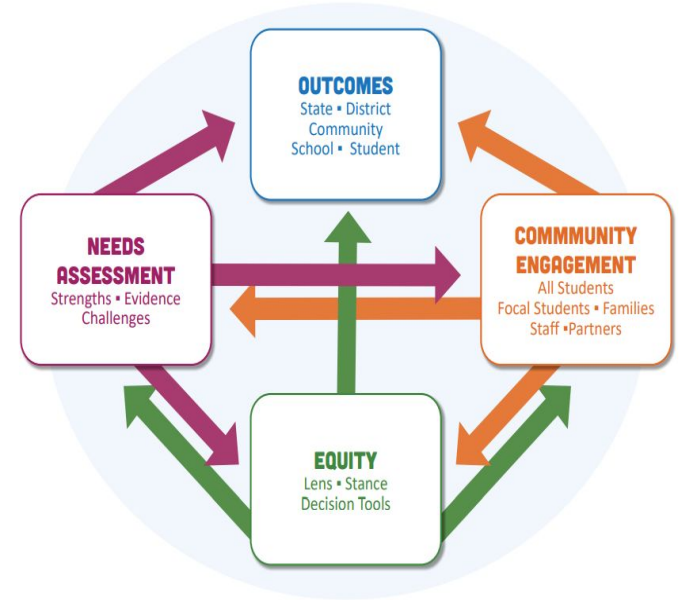 OUTCOMES
State ▪ District
Community
School ▪ Student
NEEDS
ASSESSMENT
Strengths ▪ Evidence
Challenges
COMMMUNITY
ENGAGEMENT
All Students
Focal Students ▪ Families
Staff ▪Partners
EQUITY
Lens ▪ Stance
Decision Tools